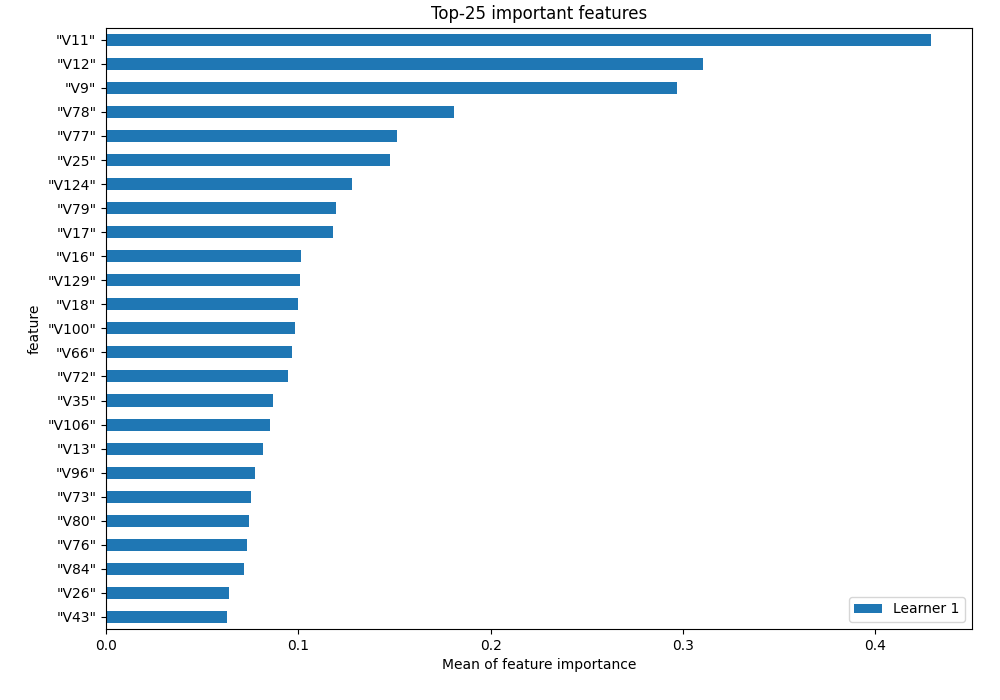 Top-25 important features
"V11"
"V12"
"V9"
"V78"
"V77"
"V25"
"V124"
"V79"
"V17"
"V16"
"V129"
"V18"
"V100"
"V66"
"V72"
"V35"
"V106"
"V13"
"V96"
"V73"
"V80"
"V76"
"V84"
"V26"
"V43"
feature
Learner 1
0.0 0.1 0.2 0.3 0.4
Mean of feature importance